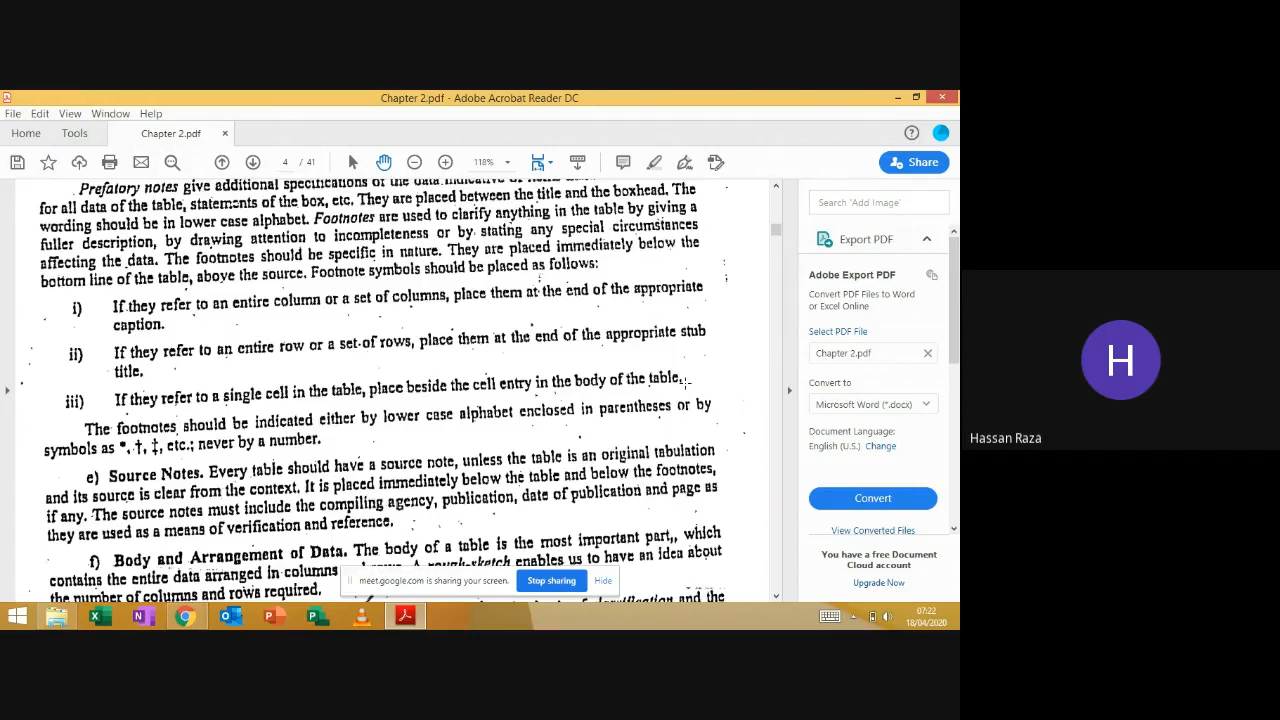 Chapter 2.pdf - Adobe Acrobat Reader DC
File Edit View Window Help
Home Tools Chapter 2.pdf
4 / 41 118% Share
Prefatory notes give additional specifications of the data indicative of
for all data of the table, statements of the box, etc. They are placed between the title and the boxhead. The
wording should be in lower case alphabet. Footnotes are used to clarify anything in the table by giving a
fuller description, by drawing attention to incompleteness or by stating any special circumstances
affecting the data. The footnotes should be specific in nature. They are placed immediately below the
bottom line of the table, above the source. Footnote symbols should be placed as follows:
i) If they refer to an entire column or a set of columns, place them at the end of the appropriate
caption.
ii) If they refer to an entire row or a set of rows, place them at the end of the appropriate stub
title.
iii) If they refer to a single cell in the table, place beside the cell entry in the body of the table.
The footnotes should be indicated either by lower case alphabet enclosed in parentheses or by
symbols as *, †, ‡, etc.; never by a number.
e) Source Notes. Every table should have a source note, unless the table is an original tabulation
and its source is clear from the context. It is placed immediately below the table and below the footnotes,
if any. The source notes must include the compiling agency, publication, date of publication and page as
they are used as a means of verification and reference.
f) Body and Arrangement of Data. The body of a table is the most important part,, which
contains the entire data arranged in columns rough-sketch enables us to have an idea about
the number of columns and rows required.
classification and the
meet.google.com is sharing your screen. Stop sharing Hide
Search 'Add Image'
Export PDF
Adobe Export PDF
Convert PDF Files to Word
or Excel Online
Select PDF File
Chapter 2.pdf
Convert to
Microsoft Word (*.docx)
Document Language:
English (U.S.) Change
Convert
View Converted Files
You have a free Document
Cloud account
Upgrade Now
07:22
18/04/2020
H
Hassan Raza